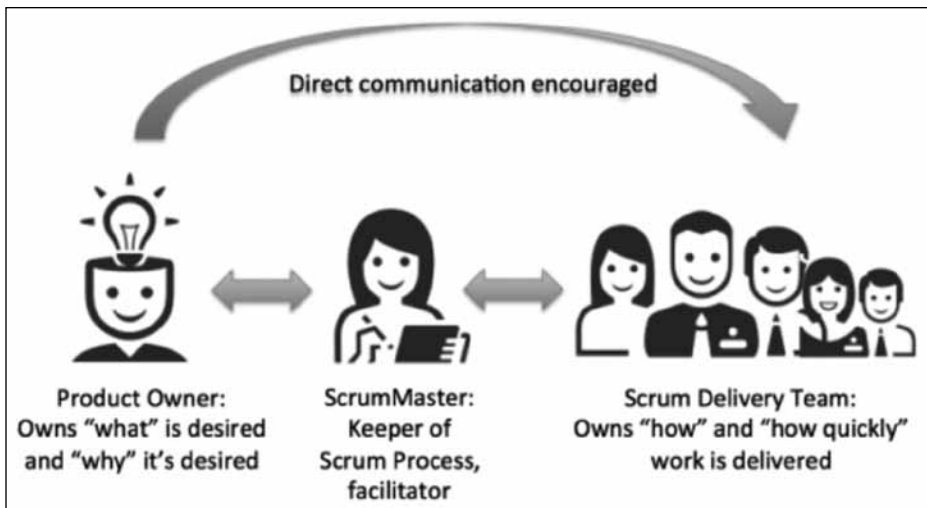 Direct communication encouraged
Product Owner:
Owns “what” is desired
and “why” it’s desired
ScrumMaster:
Keeper of
Scrum Process,
facilitator
Scrum Delivery Team:
Owns “how” and “how quickly”
work is delivered